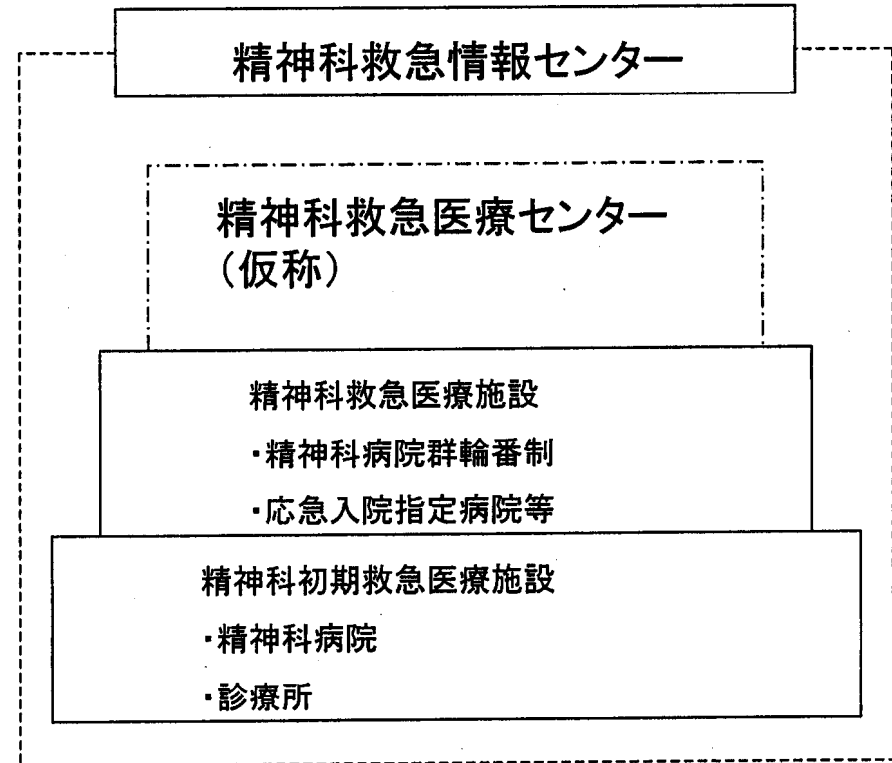 精神科救急情報センター
精神科救急医療センター
(仮称)
精神科救急医療施設
・精神科病院群輪番制
・応急入院指定病院等
精神科初期救急医療施設
・精神科病院
・診療所